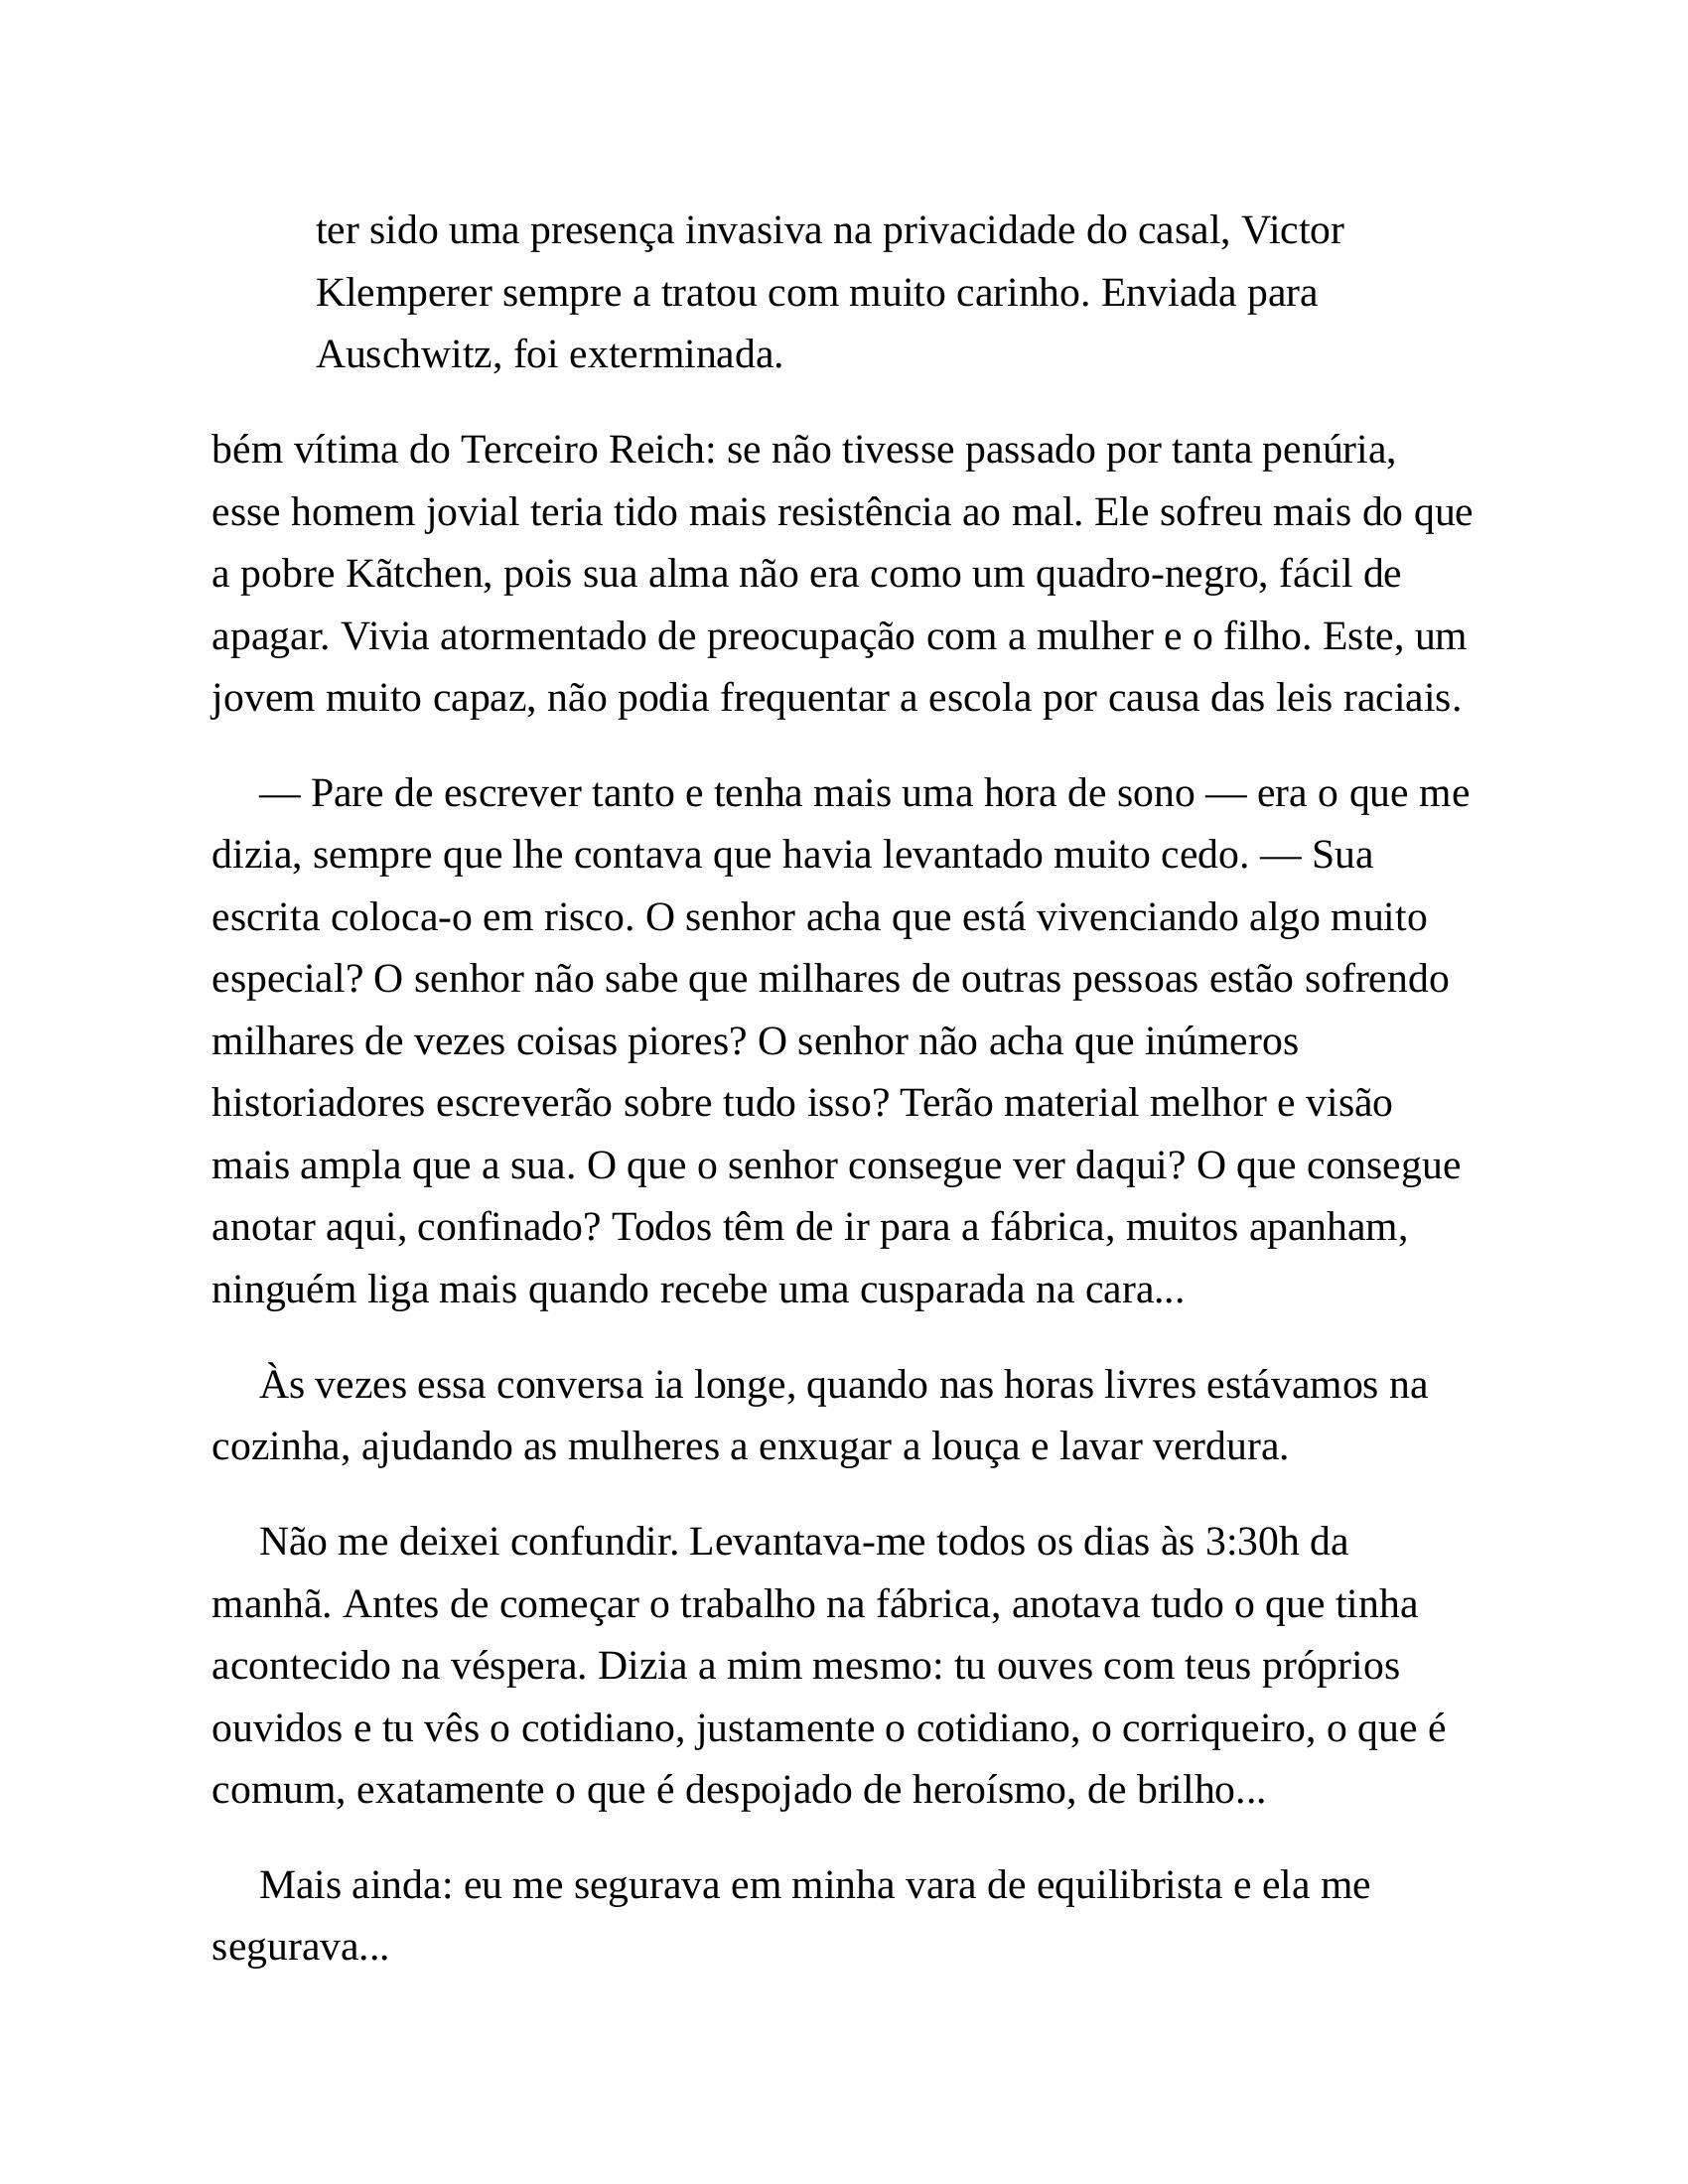 ter sido uma presença invasiva na privacidade do casal, Victor
Klemperer sempre a tratou com muito carinho. Enviada para
Auschwitz, foi exterminada.
bém vítima do Terceiro Reich: se não tivesse passado por tanta penúria,
esse homem jovial teria tido mais resistência ao mal. Ele sofreu mais do que
a pobre Kãtchen, pois sua alma não era como um quadro-negro, fácil de
apagar. Vivia atormentado de preocupação com a mulher e o filho. Este, um
jovem muito capaz, não podia frequentar a escola por causa das leis raciais.
— Pare de escrever tanto e tenha mais uma hora de sono — era o que me
dizia, sempre que lhe contava que havia levantado muito cedo. — Sua
escrita coloca-o em risco. O senhor acha que está vivenciando algo muito
especial? O senhor não sabe que milhares de outras pessoas estão sofrendo
milhares de vezes coisas piores? O senhor não acha que inúmeros
historiadores escreverão sobre tudo isso? Terão material melhor e visão
mais ampla que a sua. O que o senhor consegue ver daqui? O que consegue
anotar aqui, confinado? Todos têm de ir para a fábrica, muitos apanham,
ninguém liga mais quando recebe uma cusparada na cara...
Às vezes essa conversa ia longe, quando nas horas livres estávamos na
cozinha, ajudando as mulheres a enxugar a louça e lavar verdura.
Não me deixei confundir. Levantava-me todos os dias às 3:30h da
manhã. Antes de começar o trabalho na fábrica, anotava tudo o que tinha
acontecido na véspera. Dizia a mim mesmo: tu ouves com teus próprios
ouvidos e tu vês o cotidiano, justamente o cotidiano, o corriqueiro, o que é
comum, exatamente o que é despojado de heroísmo, de brilho...
Mais ainda: eu me segurava em minha vara de equilibrista e ela me
segurava...